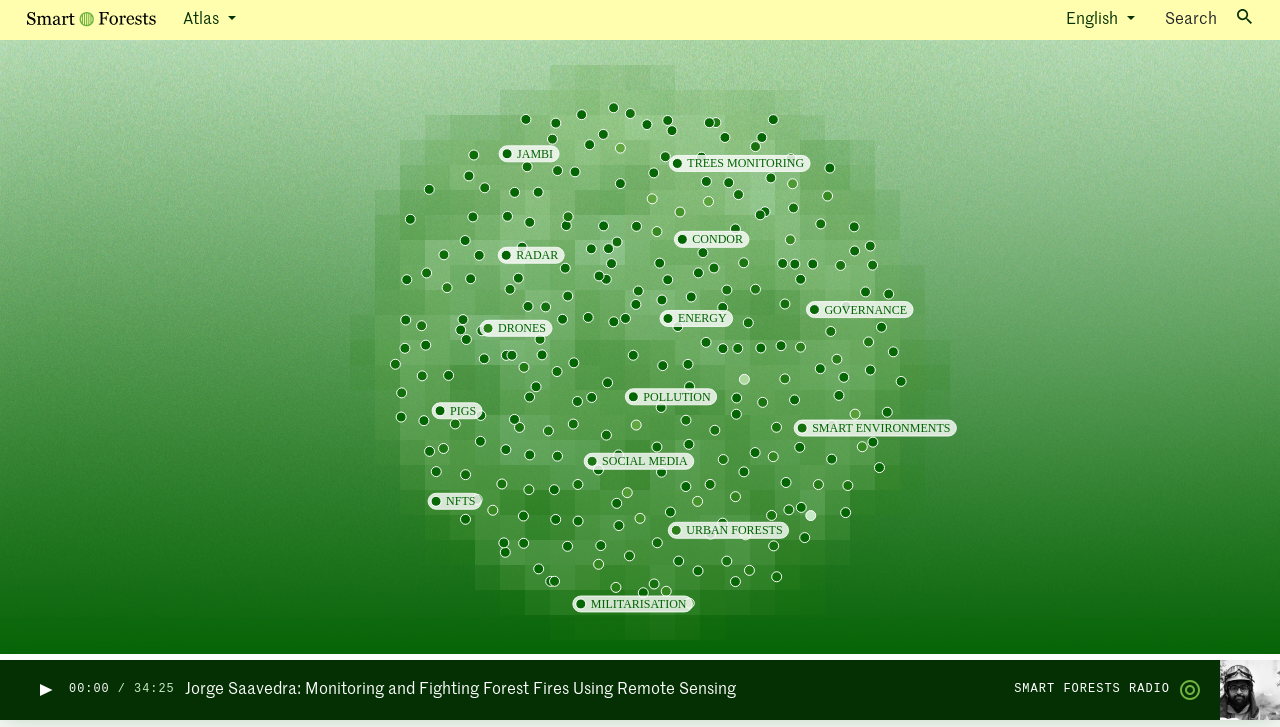 Smart Forests
Atlas
English
Search
JAMBI
TREES MONITORING
CONDOR
RADAR
GOVERNANCE
ENERGY
DRONES
POLLUTION
PIGS
SMART ENVIRONMENTS
SOCIAL MEDIA
NFTS
URBAN FORESTS
MILITARISATION
00:00 / 34:25 Jorge Saavedra: Monitoring and Fighting Forest Fires Using Remote Sensing
SMART FORESTS RADIO